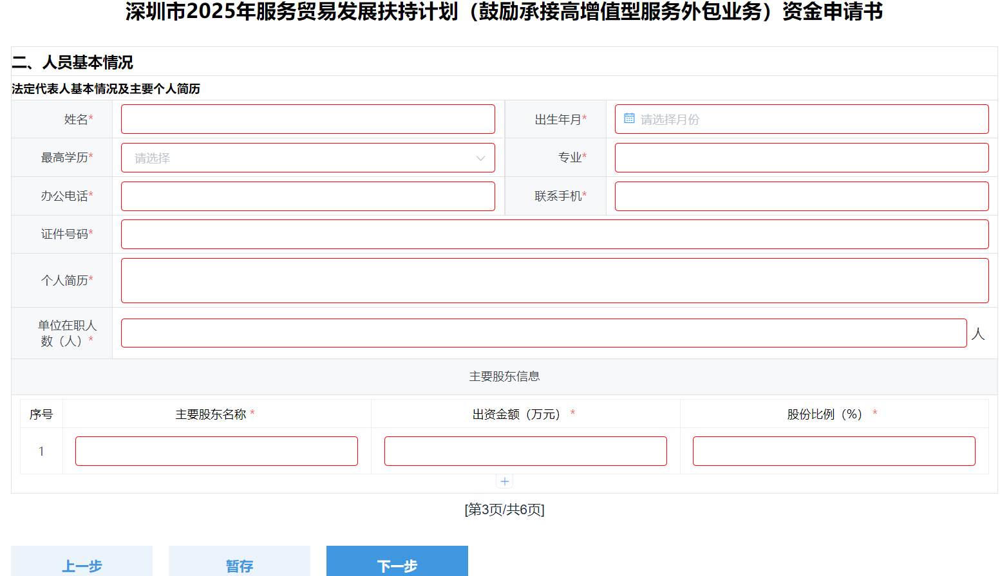 深圳市2025年服务贸易发展扶持计划（鼓励承接高增值型服务外包业务）资金申请书
二、人员基本情况
法定代表人基本情况及主要个人简历
姓名*
出生年月*
请选择月份
最高学历*
请选择
专业*
办公电话*
联系手机*
证件号码*
个人简历*
单位在职人
数（人）*
人
主要股东信息
序号
主要股东名称 *
出资金额（万元） *
股份比例（%） *
1
[第3页/共6页]
上一步
暂存
下一步